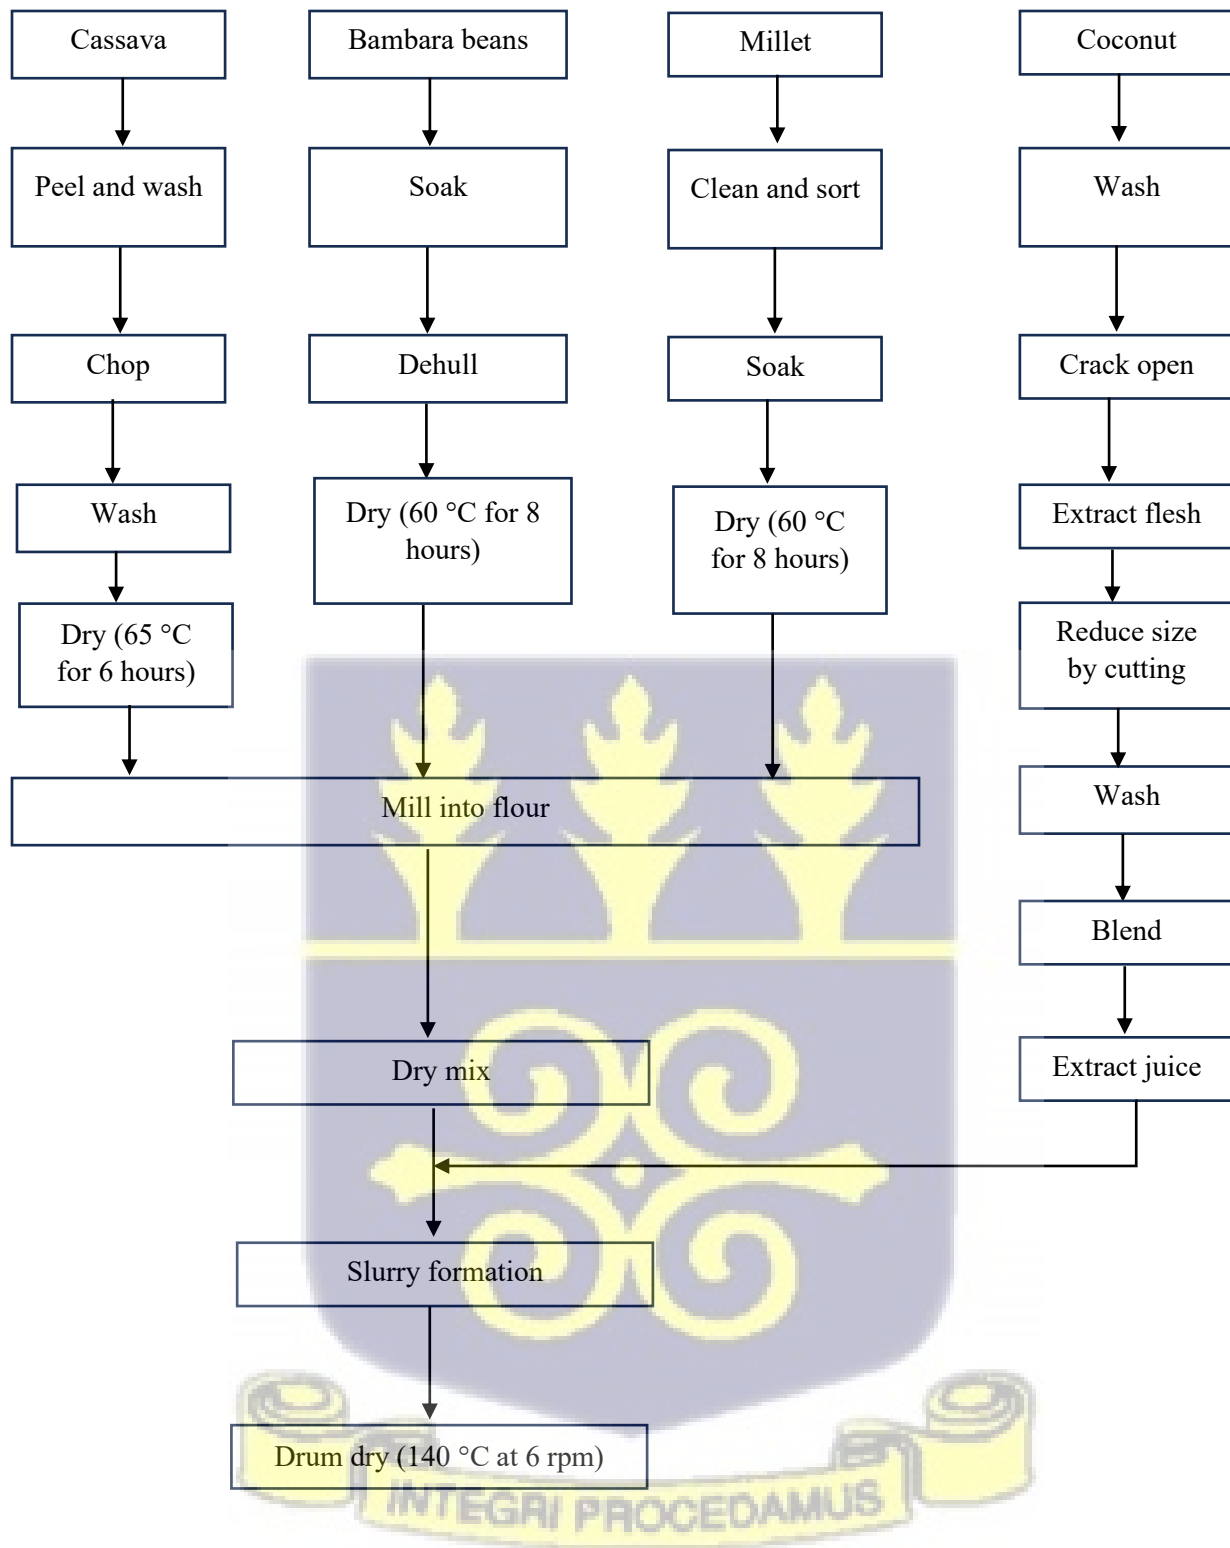 Cassava
Bambara beans
Millet
Coconut
Peel and wash
Soak
Clean and sort
Wash
Chop
Dehull
Soak
Crack open
Wash
Dry (60 °C for 8
hours)
Dry (60 °C
for 8 hours)
Extract flesh
Dry (65 °C
for 6 hours)
Reduce size
by cutting
Mill into flour
Wash
Blend
Dry mix
Extract juice
Slurry formation
Drum dry (140 °C at 6 rpm)
INTEGRI PROCEDAMUS